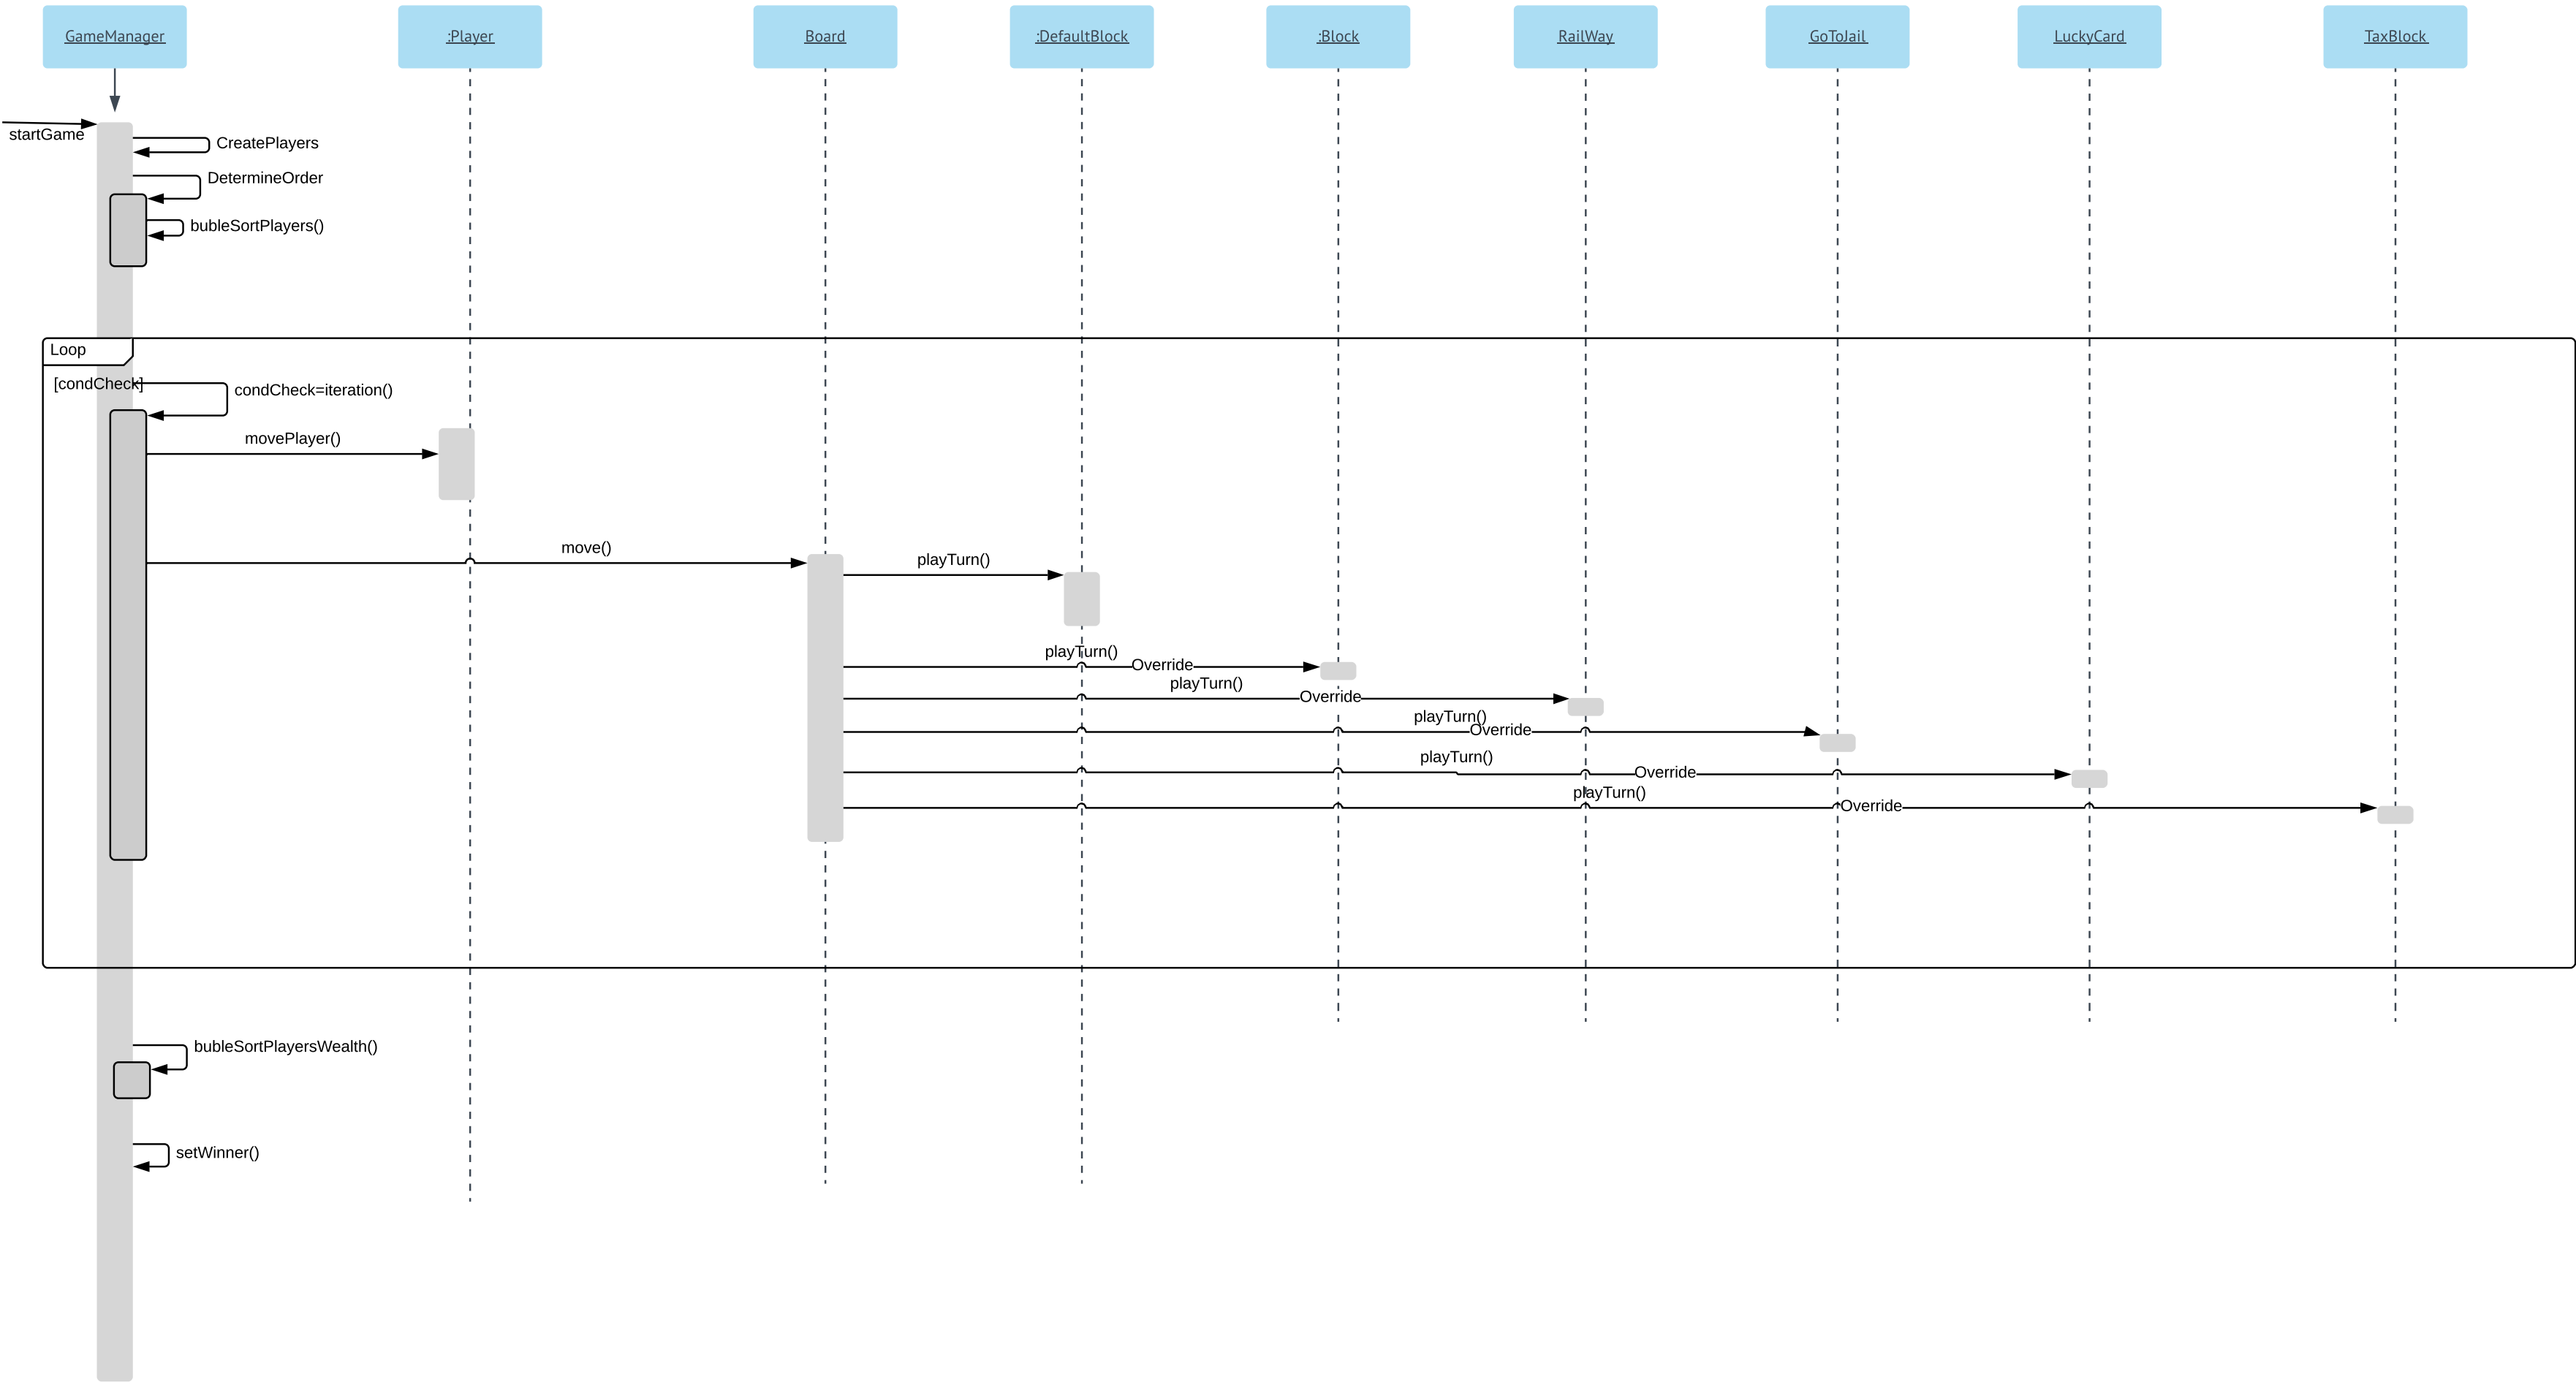 GameManager
:Player
Board
:DefaultBlock
:Block
RailWay
GoToJail
LuckyCard
TaxBlock
startGame
CreatePlayers
DetermineOrder
bubleSortPlayers()
Loop
[condCheck]
condCheck=iteration()
movePlayer()
move()
playTurn()
playTurn()
Override
playTurn()
Override
playTurn()
Override
playTurn()
Override
playTurn()
Override
bubleSortPlayersWealth()
setWinner()